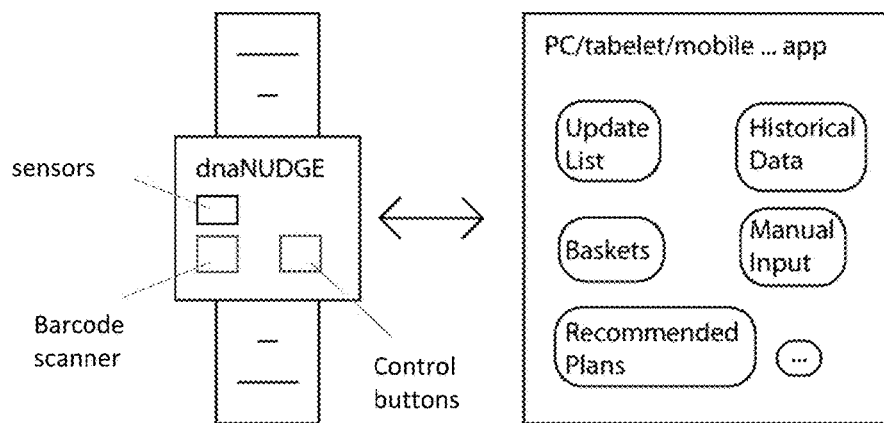 sensors
dnaNUDGE
Barcode
scanner
Control
buttons
PC/tabelet/mobile ... app
Update
List
Historical
Data
Baskets
Manual
Input
Recommended
Plans
...